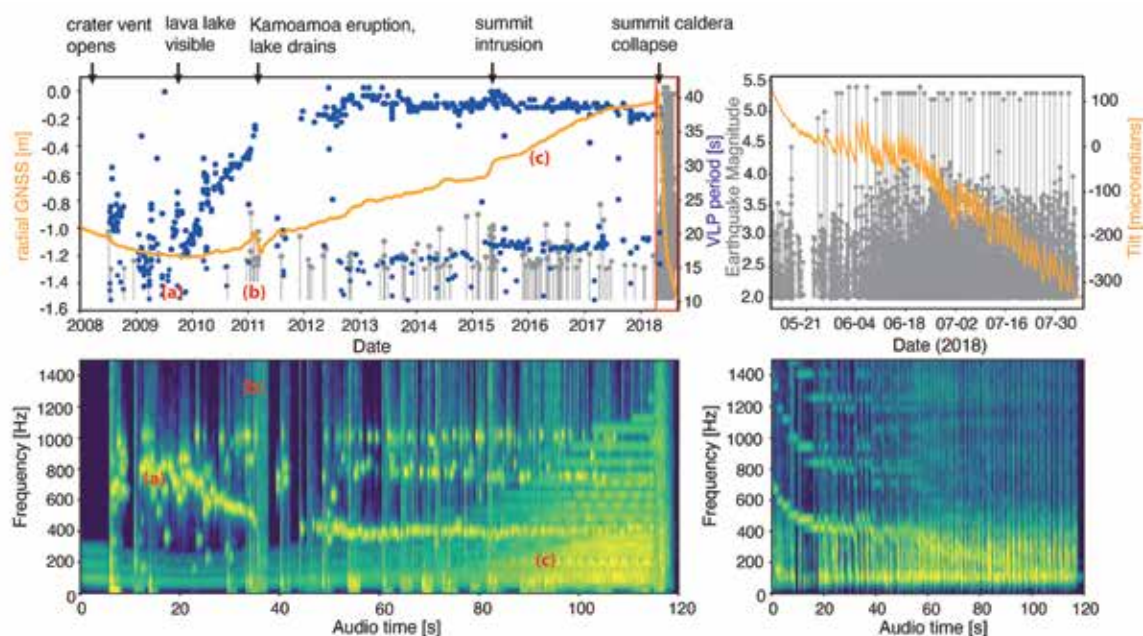 crater vent
opens
lava lake
visible
Kamoamoa eruption,
lake drains
summit
intrusion
summit caldera
collapse
radial GNSS [m]
0.0
-0.2
-0.4
-0.6
-0.8
-1.0
-1.2
-1.4
-1.6
(a)
(b)
(c)
2008 2009 2010 2011 2012 2013 2014 2015 2016 2017 2018
Date
40
35
30
25
20
15
10
VLP period [s]
Earthquake Magnitude
5.5
5.0
4.5
4.0
3.5
3.0
2.5
2.0
100
0
-100
-200
-300
Tilt [microradians]
05-21 06-04 06-18 07-02 07-16 07-30
Date (2018)
Frequency [Hz]
1400
1200
1000
800
600
400
200
0
(a)
(b)
(c)
0 20 40 60 80 100 120
Audio time [s]
Frequency [Hz]
1400
1200
1000
800
600
400
200
0
0 20 40 60 80 100 120
Audio time [s]